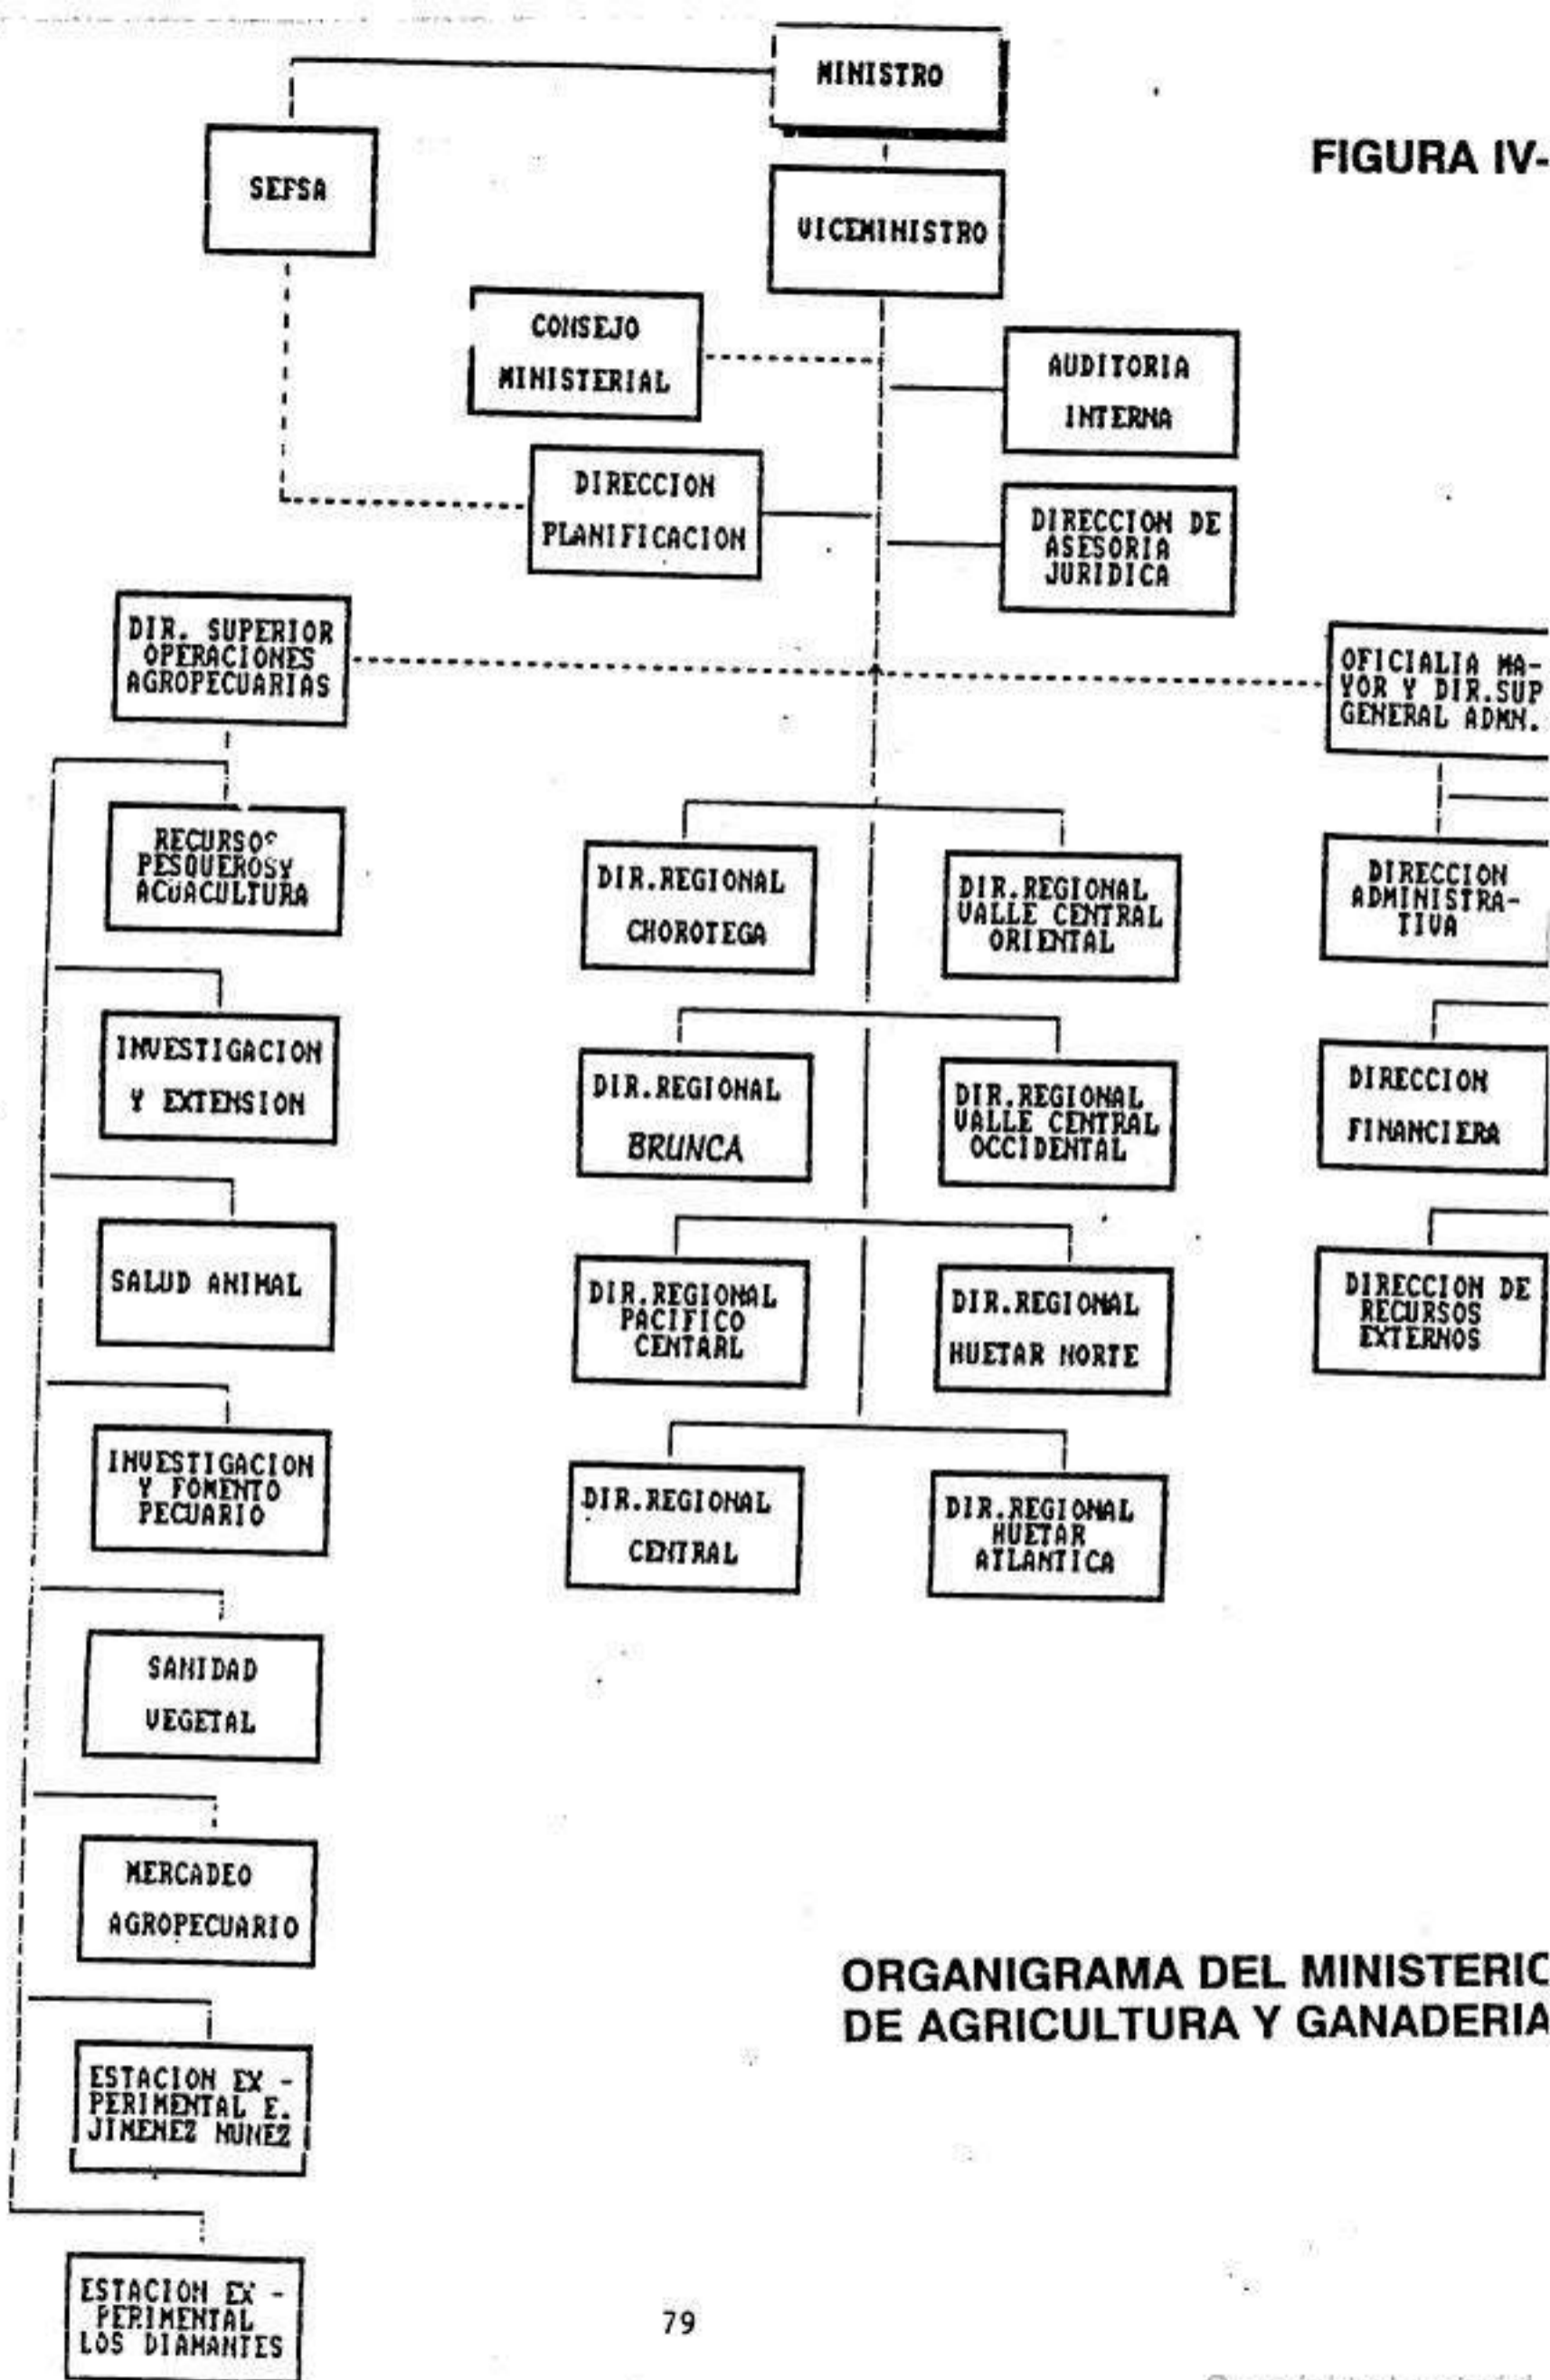 MINISTRO
FIGURA IV-
SEFSA
VICEMINISTRO
CONSEJO
MINISTERIAL
AUDITORIA
INTERNA
DIRECCION
PLANIFICACION
DIRECCION DE
ASESORIA
JURIDICA
DIR. SUPERIOR
OPERACIONES
AGROPECUARIAS
OFICIALIA MA-
YOR Y DIR.SUP
GENERAL ADMN.
RECURSOS
PESQUEROSY
ACUACULTURA
DIR.REGIONAL
CHOROTEGA
DIR.REGIONAL
VALLE CENTRAL
ORIENTAL
DIRECCION
ADMINISTRA-
TIVA
INVESTIGACION
Y EXTENSION
DIR.REGIONAL
BRUNCA
DIR.REGIONAL
VALLE CENTRAL
OCCIDENTAL
DIRECCION
FINANCIERA
SALUD ANIMAL
DIR.REGIONAL
PACIFICO
CENTARL
DIR.REGIONAL
HUETAR NORTE
DIRECCION DE
RECURSOS
EXTERNOS
INVESTIGACION
Y FOMENTO
PECUARIO
DIR.REGIONAL
CENTRAL
DIR.REGIONAL
HUETAR
ATLANTICA
SANIDAD
VEGETAL
MERCADEO
AGROPECUARIO
ORGANIGRAMA DEL MINISTERIO
DE AGRICULTURA Y GANADERIA
ESTACION EX -
PERIMENTAL E.
JIMENEZ NUNEZ
ESTACION EX -
PERIMENTAL
LOS DIAMANTES
79